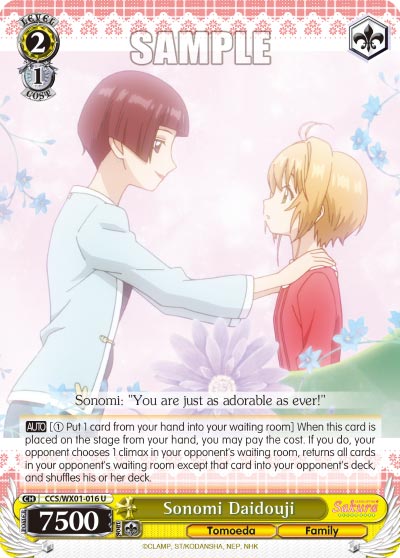 LEVEL
2
SAMPLE
1
COST
Sonomi: "You are just as adorable as ever!"
AUTO [① Put 1 card from your hand into your waiting room] When this card is
placed on the stage from your hand, you may pay the cost. If you do, your
opponent chooses 1 climax in your opponent's waiting room, returns all cards
in your opponent's waiting room except that card into your opponent's deck,
and shuffles his or her deck.
CH CCS/WX01-016 U
Sonomi Daidouji
POWER
7500
SOUL
Tomoeda
Family
Sakura
©CLAMP, ST/KODANSHA, NEP, NHK